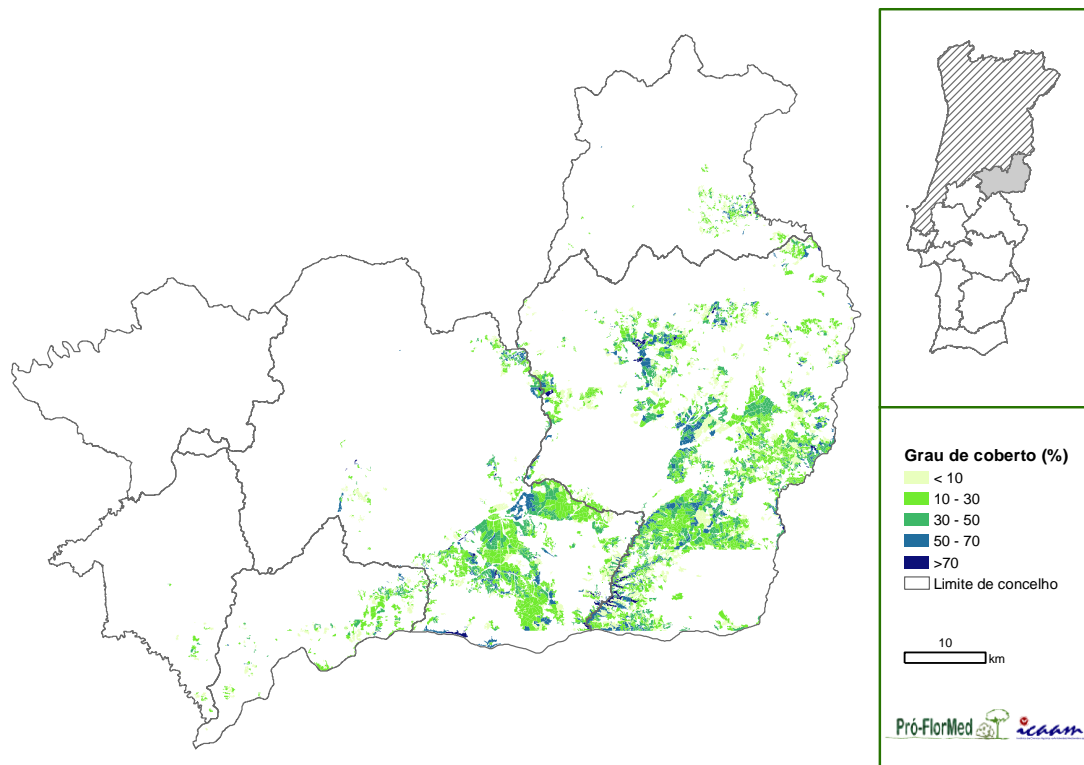 Grau de coberto (%)
< 10
10 - 30
30 - 50
50 - 70
>70
Limite de concelho
10
km
Pró-FlorMed
icaam